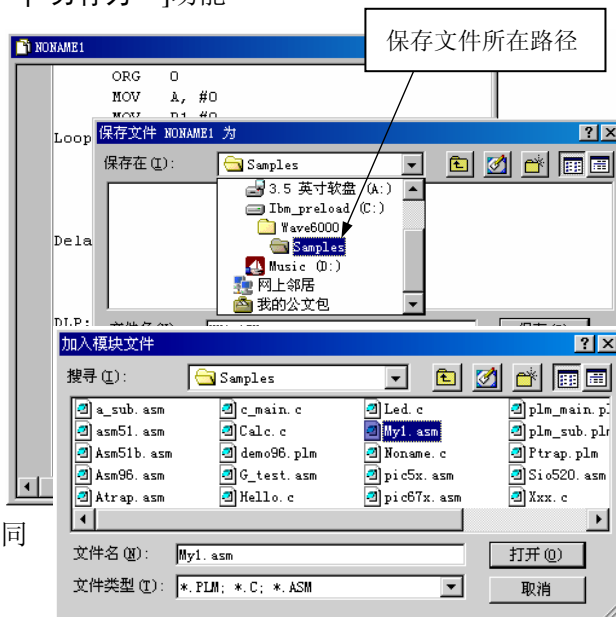 保存文件所在路径
NONAME1
ORG 0
MOV A, #0
Loop
保存文件 NONAME1 为
保存在(I):
Samples
3.5 英寸软盘 (A:)
Ibm_preload (C:)
Wave6000
Samples
Music (D:)
网上邻居
我的公文包
Dela
DLP:
加入模块文件
搜寻(I):
Samples
a_sub.asm c_main.c Led.c plm_main.pl
asm51.asm Calc.c My1.asm plm_sub.plm
Asm51b.asm demo96.plm Noname.c Ptrap.plm
Asm96.asm G_test.asm pic5x.asm Sio520.asm
Atrap.asm Hello.c pic67x.asm Xxx.c
同
文件名(N): My1.asm 打开(O)
文件类型(T): *.PLM; *.C; *.ASM 取消